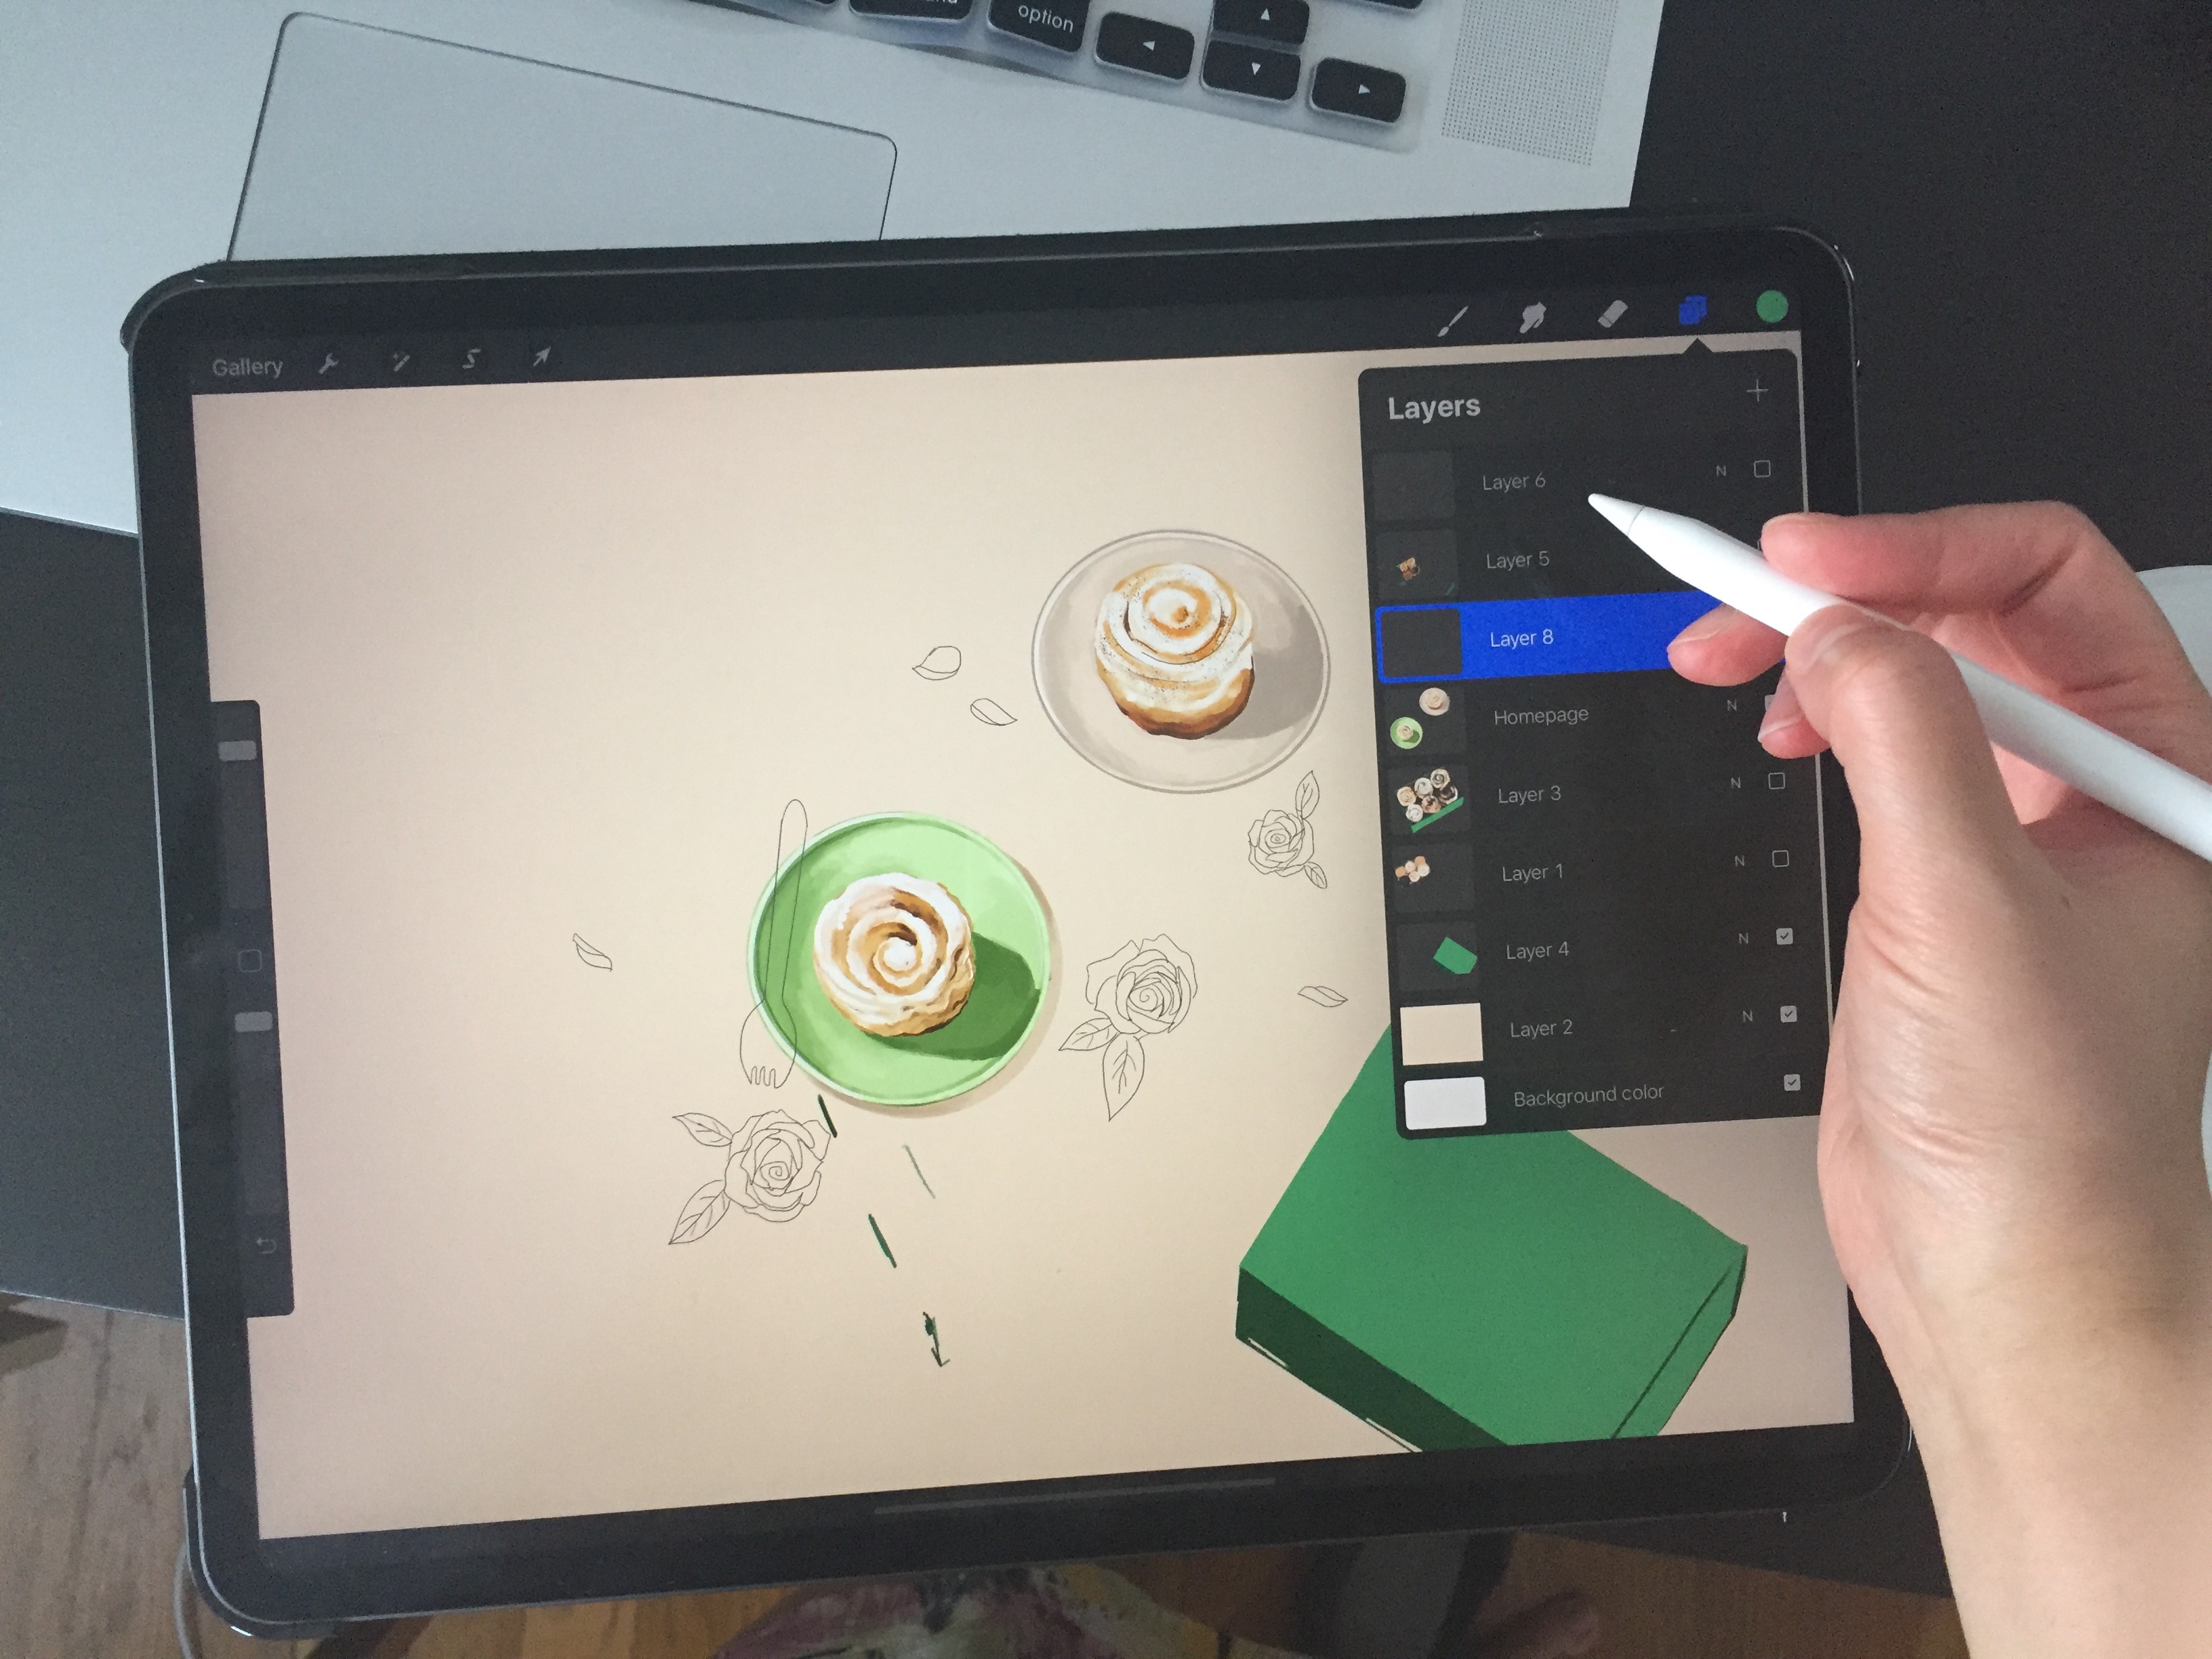 option
Gallery
Layers
Layer 6 N
Layer 5
Layer 8
Homepage N
Layer 3 N
Layer 1 N
Layer 4 N
Layer 2 N
Background color